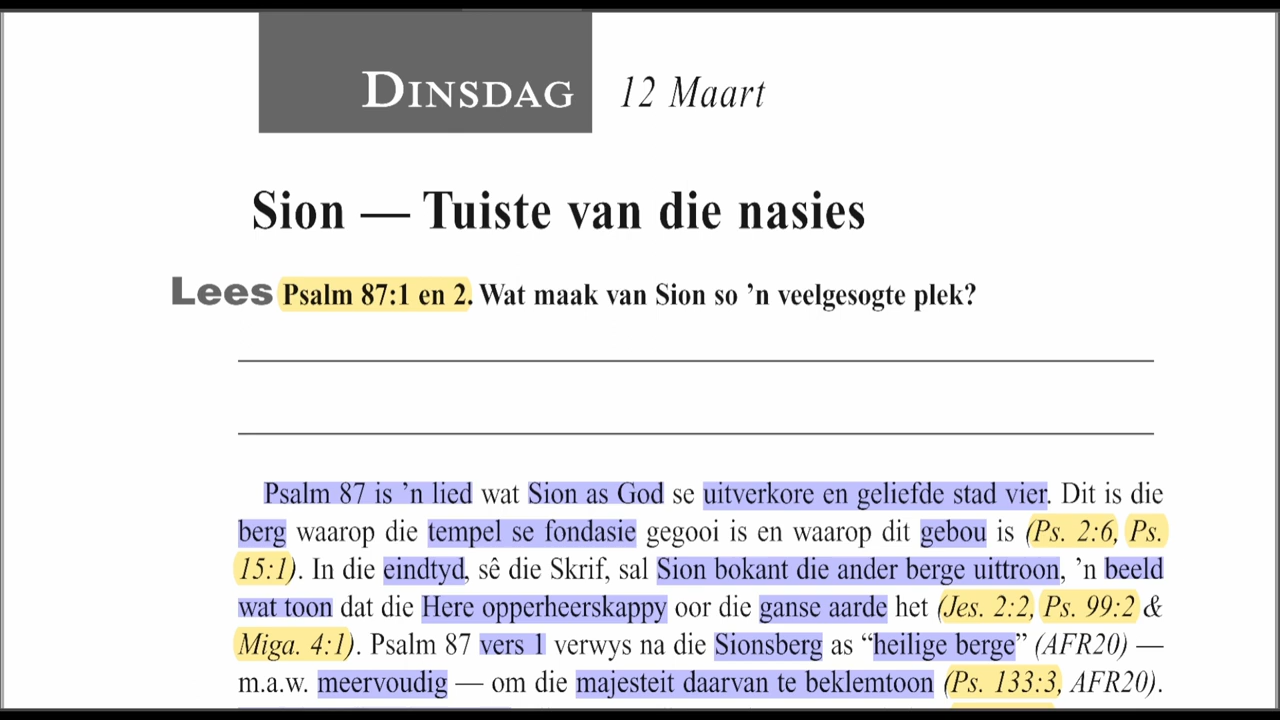 DINSDAG 12 Maart
Sion — Tuiste van die nasies
Lees Psalm 87:1 en 2. Wat maak van Sion so ’n veelgesogte plek?
Psalm 87 is ’n lied wat Sion as God se uitverkore en geliefde stad vier. Dit is die
berg waarop die tempel se fondasie gegooi is en waarop dit gebou is (Ps. 2:6, Ps.
15:1). In die eindtyd, sê die Skrif, sal Sion bokant die ander berge uittroon, ’n beeld
wat toon dat die Here opperheerskappy oor die ganse aarde het (Jes. 2:2, Ps. 99:2 &
Miga. 4:1). Psalm 87 vers 1 verwys na die Sionsberg as “heilige berge” (AFR20) —
m.a.w. meervoudig — om die majesteit daarvan te beklemtoon (Ps. 133:3, AFR20).